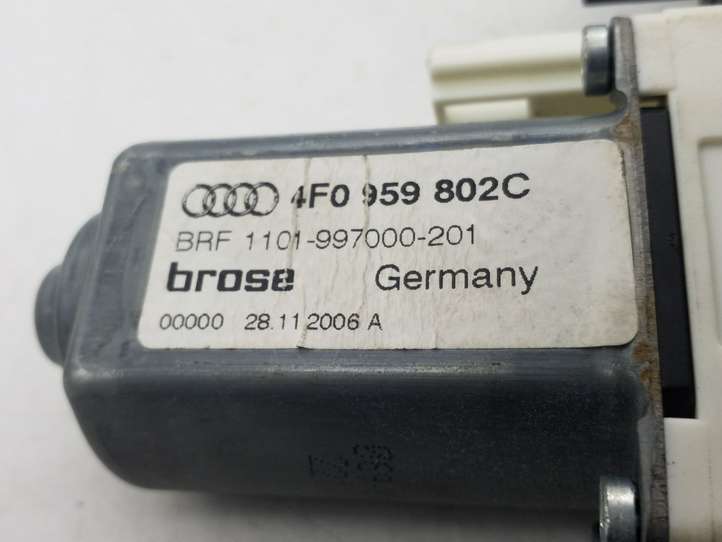 4F0 959 802C
BRF 1101-997000-201
brose Germany
00000 28.11 2006 A